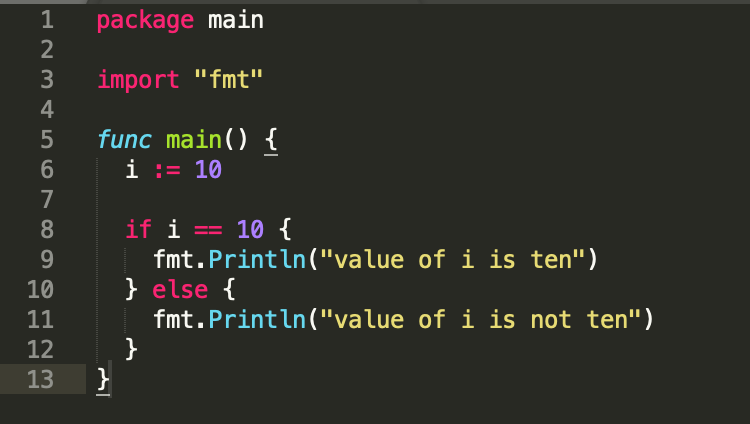 1 package main
2
3 import "fmt"
4
5 func main() {
6   i := 10
7
8   if i == 10 {
9     fmt.Println("value of i is ten")
10   } else {
11     fmt.Println("value of i is not ten")
12   }
13 }